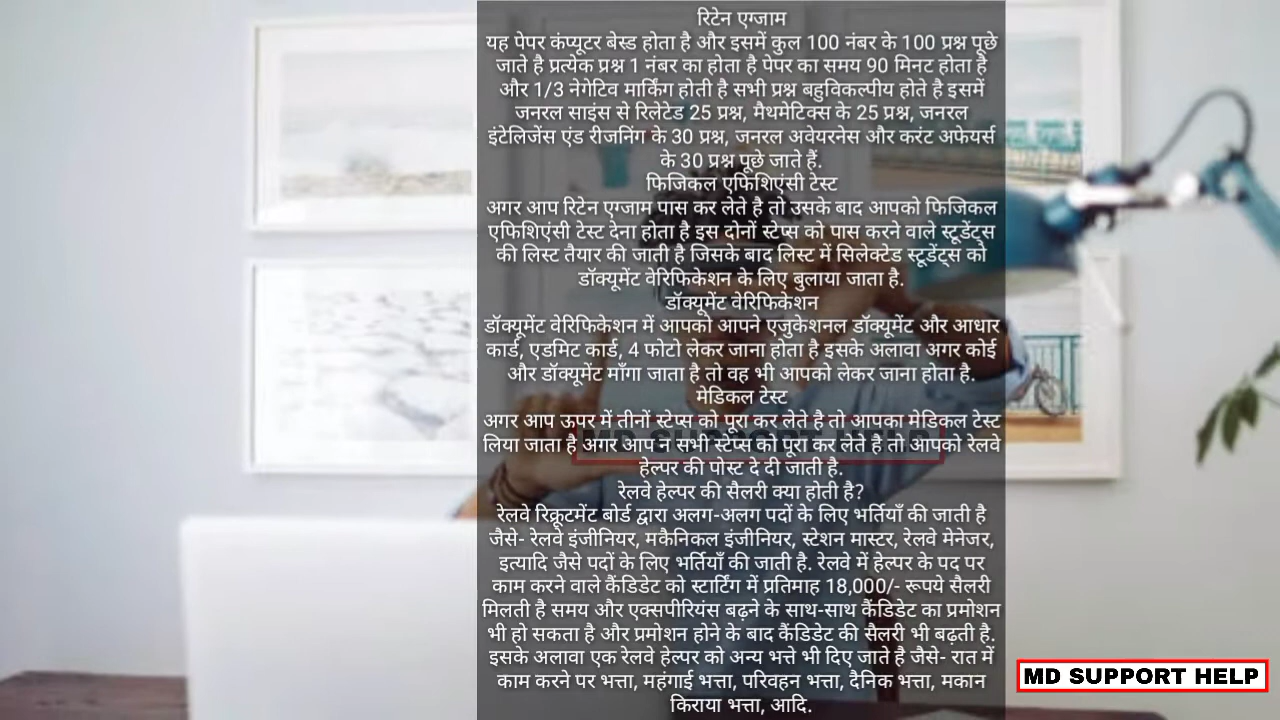 रिटेन एग्जाम
यह पेपर कंप्यूटर बेस्ड होता है और इसमें कुल 100 नंबर के 100 प्रश्न पूछे
जाते है प्रत्येक प्रश्न 1 नंबर का होता है पेपर का समय 90 मिनट होता है
और 1/3 नेगेटिव मार्किंग होती है सभी प्रश्न बहुविकल्पीय होते है इसमें
जनरल साइंस से रिलेटेड 25 प्रश्न, मैथमेटिक्स के 25 प्रश्न, जनरल
इंटेलिजेंस एंड रीजनिंग के 30 प्रश्न, जनरल अवेयरनेस और करंट अफेयर्स
के 30 प्रश्न पूछे जाते हैं.
फिजिकल एफिशिएंसी टेस्ट
अगर आप रिटेन एग्जाम पास कर लेते है तो उसके बाद आपको फिजिकल
एफिशिएंसी टेस्ट देना होता है इस दोनों स्टेप्स को पास करने वाले स्टूडेंट्स
की लिस्ट तैयार की जाती है जिसके बाद लिस्ट में सिलेक्टेड स्टूडेंट्स को
डॉक्यूमेंट वेरिफिकेशन के लिए बुलाया जाता है.
डॉक्यूमेंट वेरिफिकेशन
डॉक्यूमेंट वेरिफिकेशन में आपको आपने एजुकेशनल डॉक्यूमेंट और आधार
कार्ड, एडमिट कार्ड, 4 फोटो लेकर जाना होता है इसके अलावा अगर कोई
और डॉक्यूमेंट माँगा जाता है तो वह भी आपको लेकर जाना होता है.
मेडिकल टेस्ट
अगर आप ऊपर में तीनों स्टेप्स को पूरा कर लेते है तो आपका मेडिकल टेस्ट
लिया जाता है अगर आप न सभी स्टेप्स को पूरा कर लेते है तो आपको रेलवे
हेल्पर की पोस्ट दे दी जाती है.
रेलवे हेल्पर की सैलरी क्या होती है?
रेलवे रिक्रूटमेंट बोर्ड द्वारा अलग-अलग पदों के लिए भर्तियाँ की जाती है
जैसे- रेलवे इंजीनियर, मकैनिकल इंजीनियर, स्टेशन मास्टर, रेलवे मेनेजर,
इत्यादि जैसे पदों के लिए भर्तियाँ की जाती है. रेलवे में हेल्पर के पद पर
काम करने वाले कैंडिडेट को स्टार्टिंग में प्रतिमाह 18,000/- रूपये सैलरी
मिलती है समय और एक्सपीरियंस बढ़ने के साथ-साथ कैंडिडेट का प्रमोशन
भी हो सकता है और प्रमोशन होने के बाद कैंडिडेट की सैलरी भी बढ़ती है.
इसके अलावा एक रेलवे हेल्पर को अन्य भत्ते भी दिए जाते है जैसे- रात में
काम करने पर भत्ता, महंगाई भत्ता, परिवहन भत्ता, दैनिक भत्ता, मकान
किराया भत्ता, आदि.
MD SUPPORT HELP
MD SUPPORT HELP